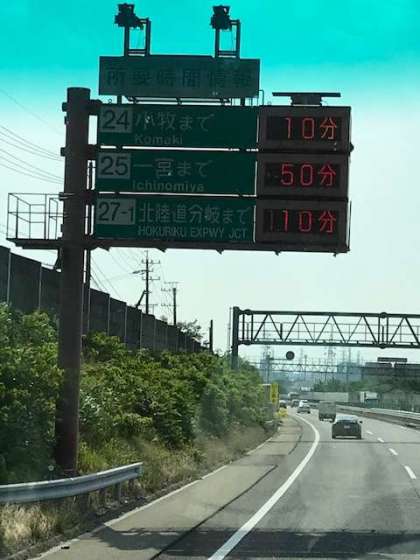 所要時間情報
24 小牧まで 10分
Komaki
25 一宮まで 50分
Ichinomiya
27-1 北陸道分岐まで 110分
HOKURIKU EXPWY JCT